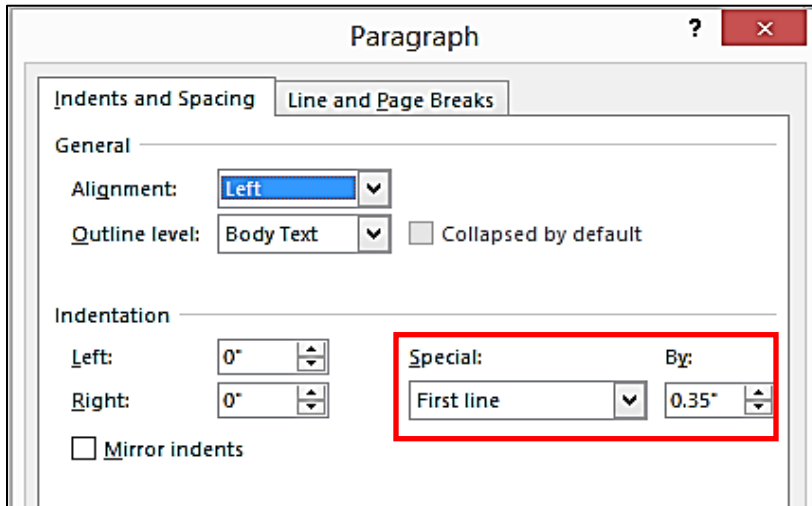 Paragraph ?
Indents and Spacing Line and Page Breaks
General
Alignment: Left
Outline level: Body Text Collapsed by default
Indentation
Left: 0" Special: By:
Right: 0" First line 0.35"
Mirror indents